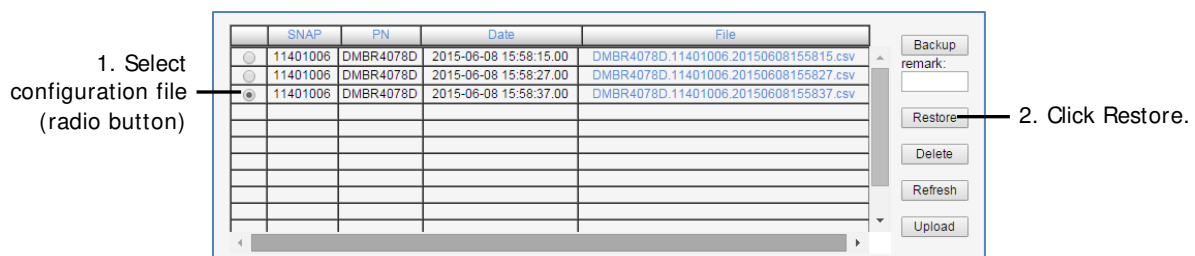 SNAP PN Date File
11401006 DMBR4078D 2015-06-08 15:58:15.00 DMBR4078D.11401006.20150608155815.csv
11401006 DMBR4078D 2015-06-08 15:58:27.00 DMBR4078D.11401006.20150608155827.csv
11401006 DMBR4078D 2015-06-08 15:58:37.00 DMBR4078D.11401006.20150608155837.csv
1. Select
configuration file
(radio button)
Backup
remark:
Restore
Delete
Refresh
Upload
2. Click Restore.